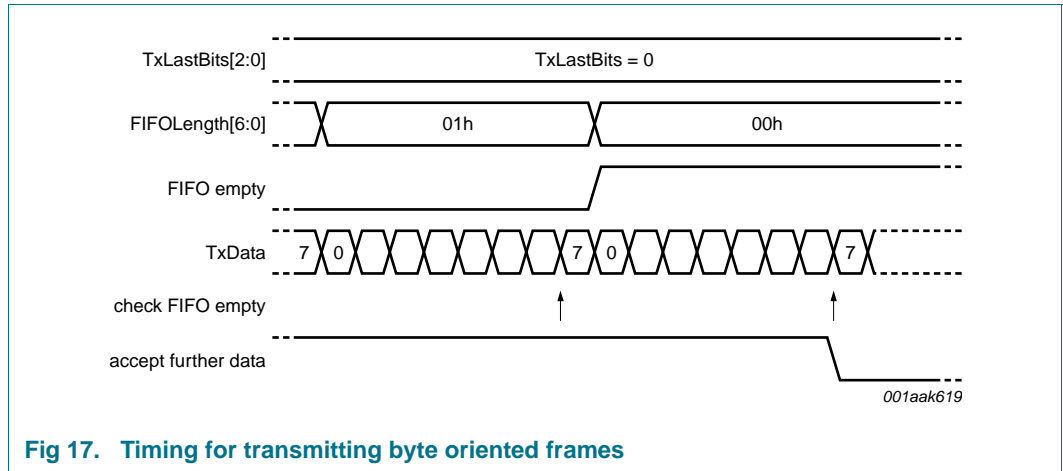 TxLastBits[2:0] TxLastBits = 0
FIFOLength[6:0] 01h 00h
FIFO empty
TxData 7 0 7 0 7
check FIFO empty
accept further data
001aak619
Fig 17. Timing for transmitting byte oriented frames